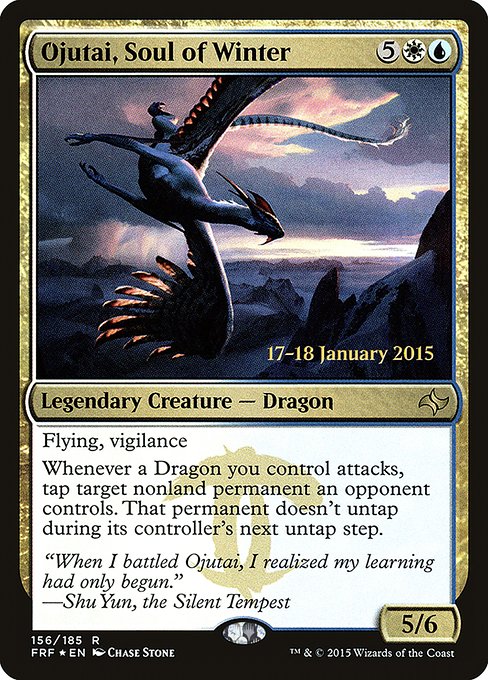 Ojutai, Soul of Winter 5
17–18 January 2015
Legendary Creature — Dragon
Flying, vigilance
Whenever a Dragon you control attacks,
tap target nonland permanent an opponent
controls. That permanent doesn't untap
during its controller's next untap step.
"When I battled Ojutai, I realized my learning
had only begun."
—Shu Yun, the Silent Tempest
5/6
156/185 R
FRF ★ EN Chase Stone
™ & © 2015 Wizards of the Coast